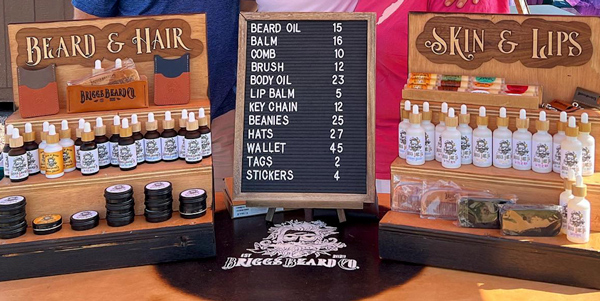 BEARD & HAIR
BRIGGS BEARD CO.
BEARD OIL 15
BALM 16
COMB 10
BRUSH 12
BODY OIL 23
LIP BALM 5
KEY CHAIN 12
BEANIES 25
HATS 27
WALLET 45
TAGS 2
STICKERS 4
SKIN & LIPS
BRIGGS BEARD CO.